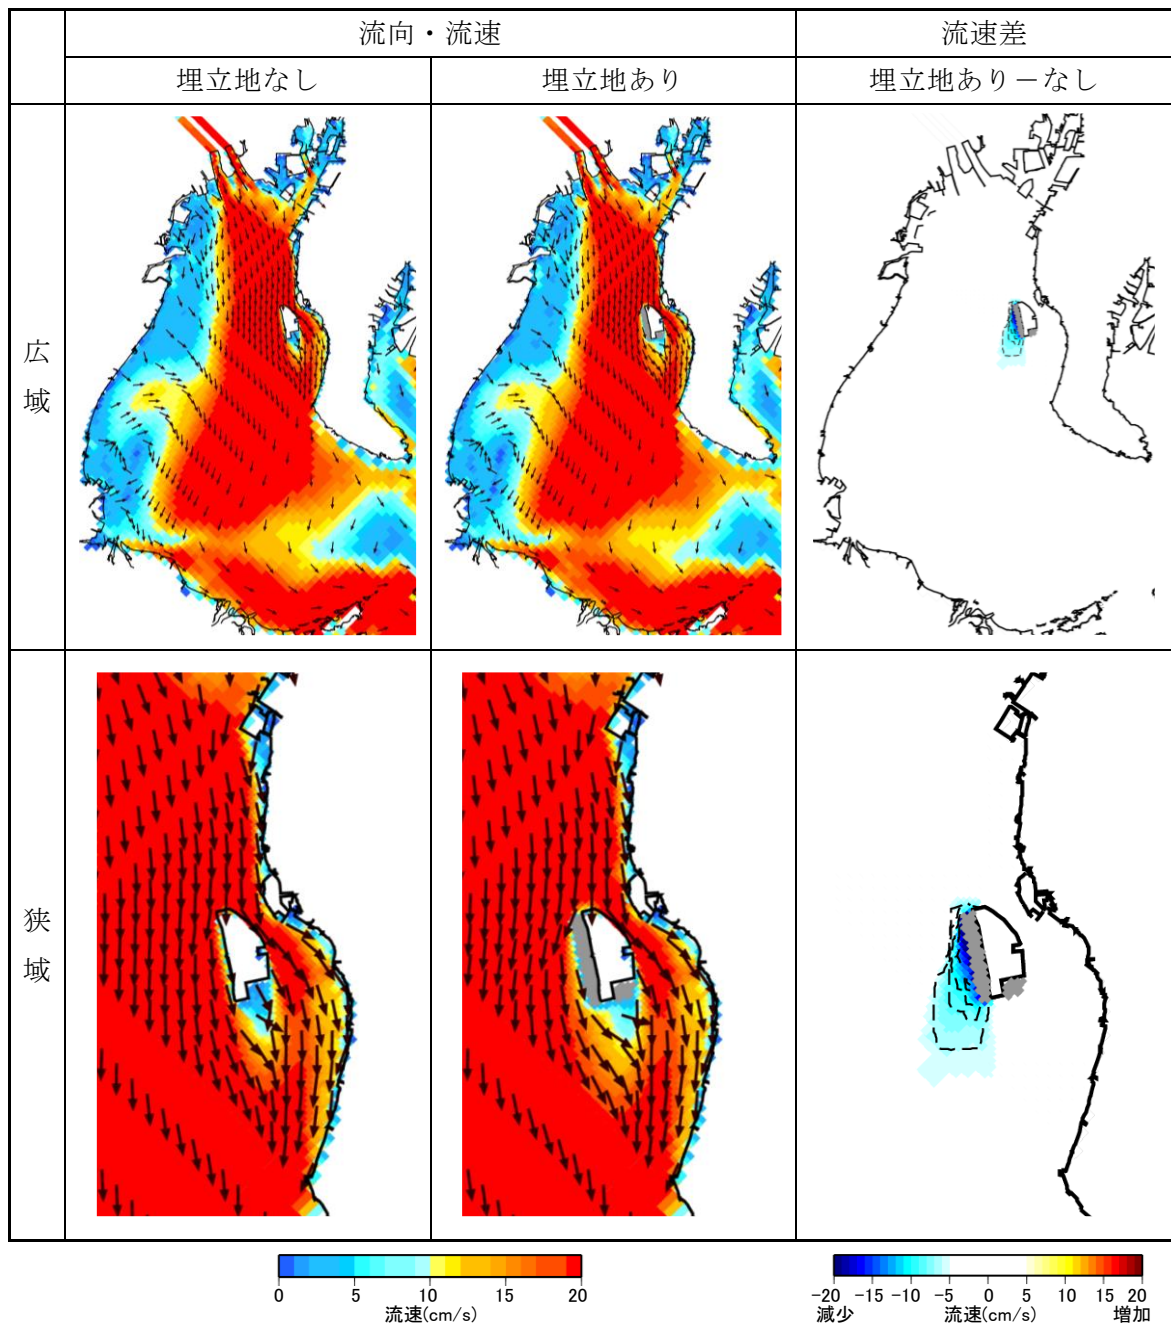 流向・流速
流速差
埋立地なし
埋立地あり
埋立地あり－なし
広域
狭域
0 5 10 15 20
流速(cm/s)
-20 -15 -10 -5 0 5 10 15 20
減少 流速(cm/s) 増加